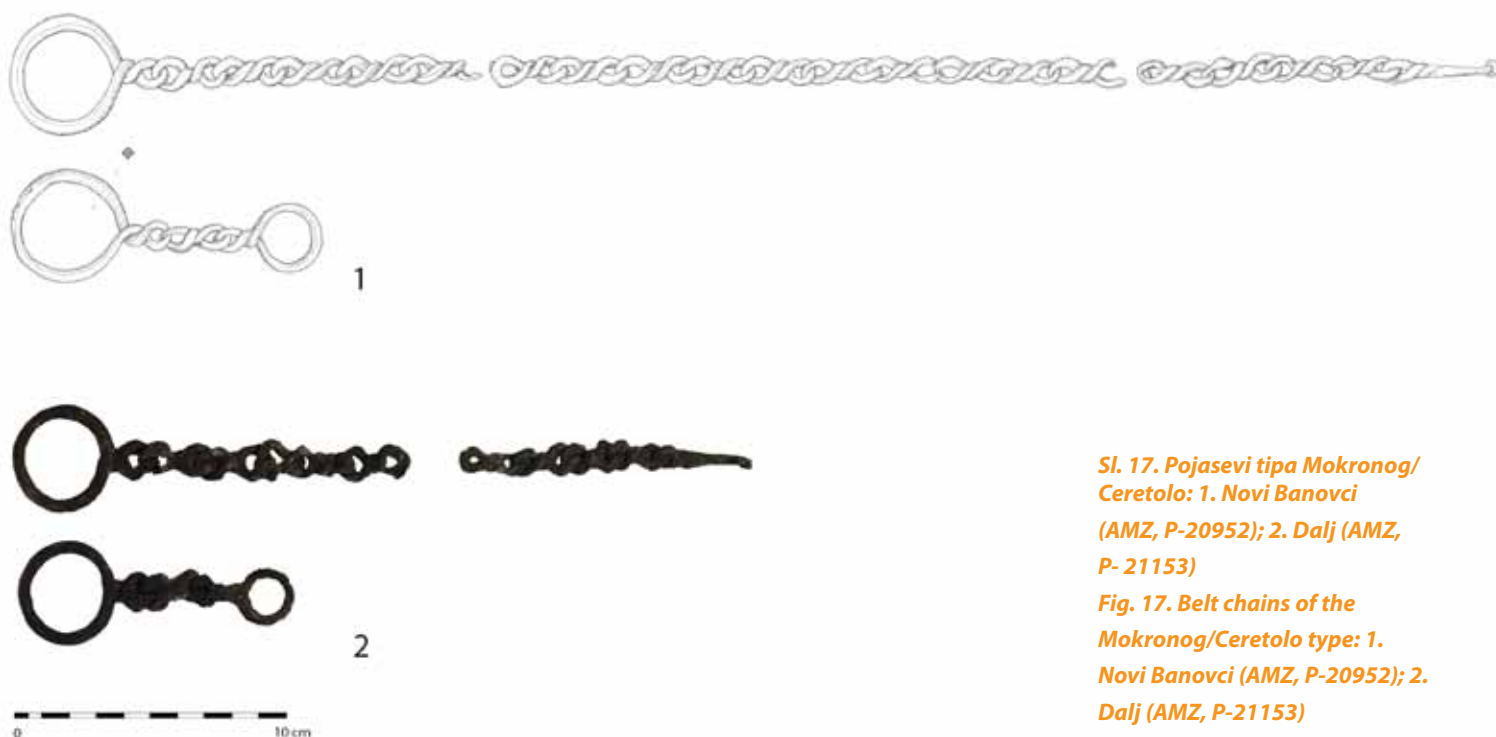 1
2
0 10 cm
Sl. 17. Pojasevi tipa Mokronog/
Ceretolo: 1. Novi Banovci
(AMZ, P-20952); 2. Dalj (AMZ,
P- 21153)
Fig. 17. Belt chains of the
Mokronog/Ceretolo type: 1.
Novi Banovci (AMZ, P-20952); 2.
Dalj (AMZ, P-21153)